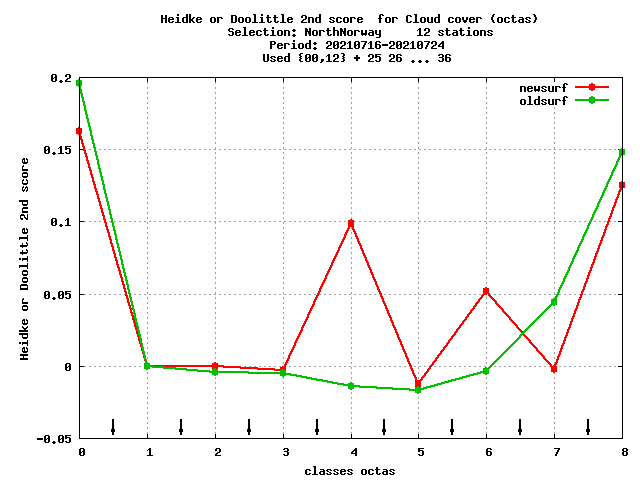 Heidke or Doolittle 2nd score  for Cloud cover (octas)
Selection: NorthNorway     12 stations
Period: 20210716-20210724
Used {00,12} + 25 26 ... 36
newsurf
oldsurf
Heidke or Doolittle 2nd score
0.2
0.15
0.1
0.05
0
-0.05
0 1 2 3 4 5 6 7 8
classes octas